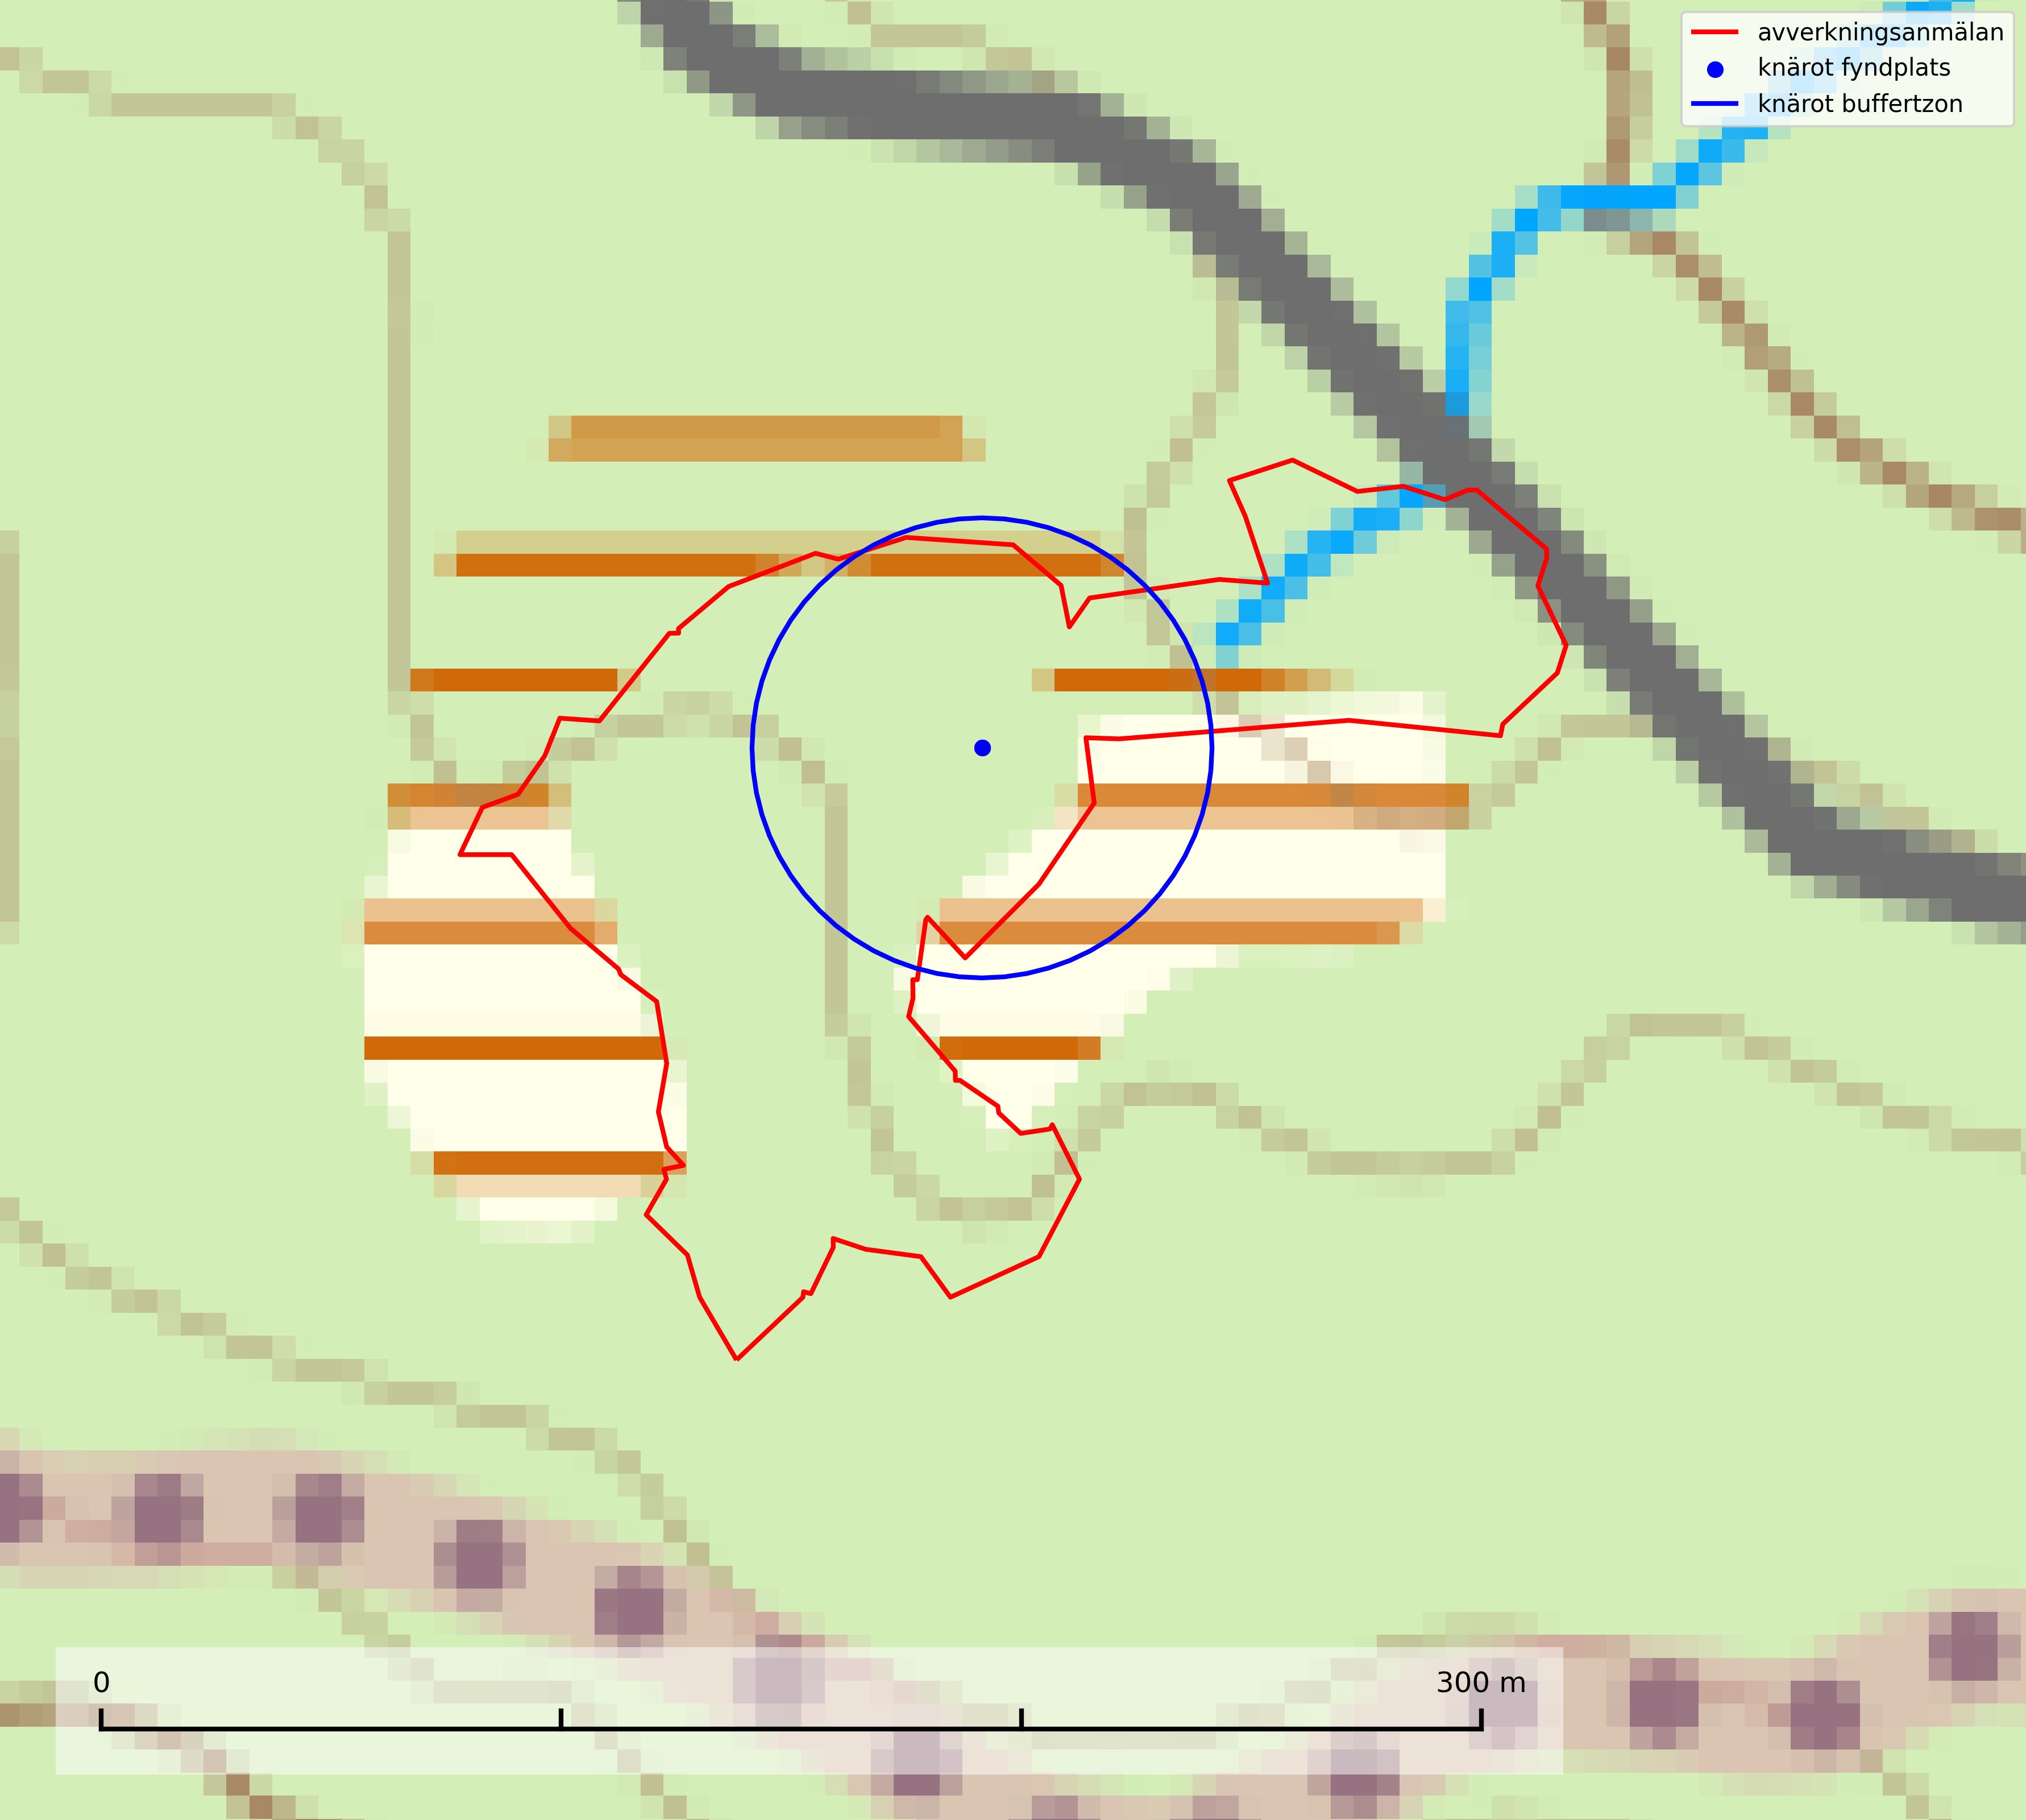 avverkningsanmälan
knärot fyndplats
knärot buffertzon
0
300 m